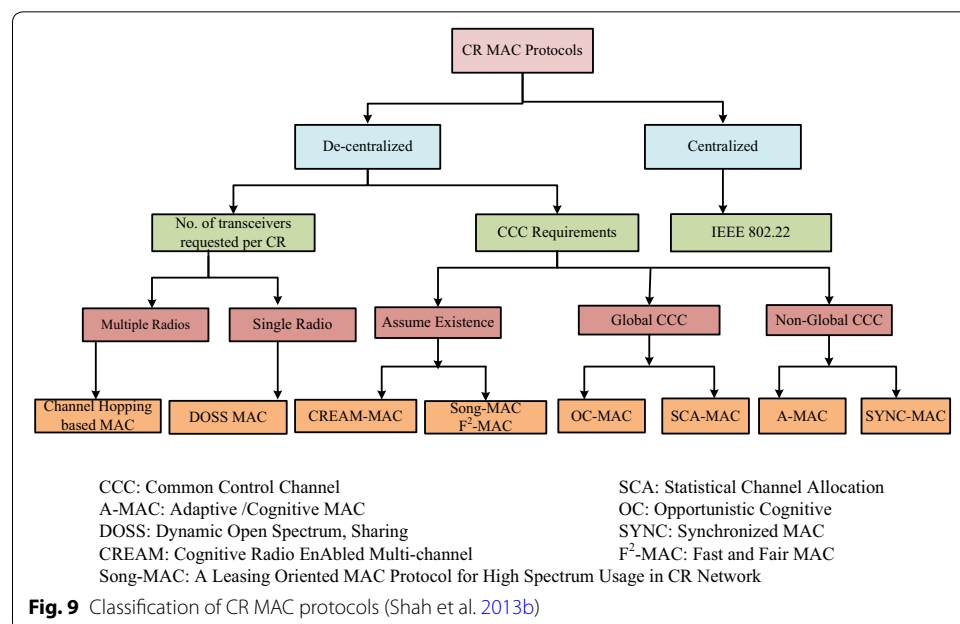 CR MAC Protocols
De-centralized
Centralized
No. of transceivers
requested per CR
CCC Requirements
IEEE 802.22
Multiple Radios
Single Radio
Assume Existence
Global CCC
Non-Global CCC
Channel Hopping
based MAC
DOSS MAC
CREAM-MAC
Song-MAC
F²-MAC
OC-MAC
SCA-MAC
A-MAC
SYNC-MAC
CCC: Common Control Channel
SCA: Statistical Channel Allocation
A-MAC: Adaptive /Cognitive MAC
OC: Opportunistic Cognitive
DOSS: Dynamic Open Spectrum, Sharing
SYNC: Synchronized MAC
CREAM: Cognitive Radio EnAbled Multi-channel
F²-MAC: Fast and Fair MAC
Song-MAC: A Leasing Oriented MAC Protocol for High Spectrum Usage in CR Network
Fig. 9 Classification of CR MAC protocols (Shah et al. 2013b)